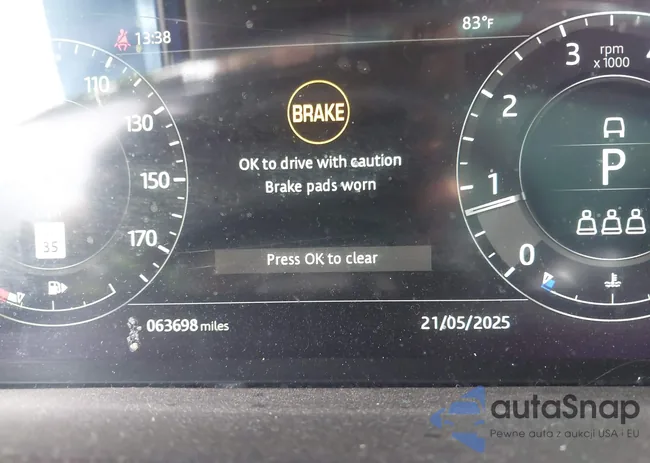 13:38
83°F
110
130
150
170
35
BRAKE
OK to drive with caution
Brake pads worn
Press OK to clear
3
rpm
x 1000
2
1
0
P
063698 miles
21/05/2025
autaSnap
Pewne auta z aukcji USA i EU